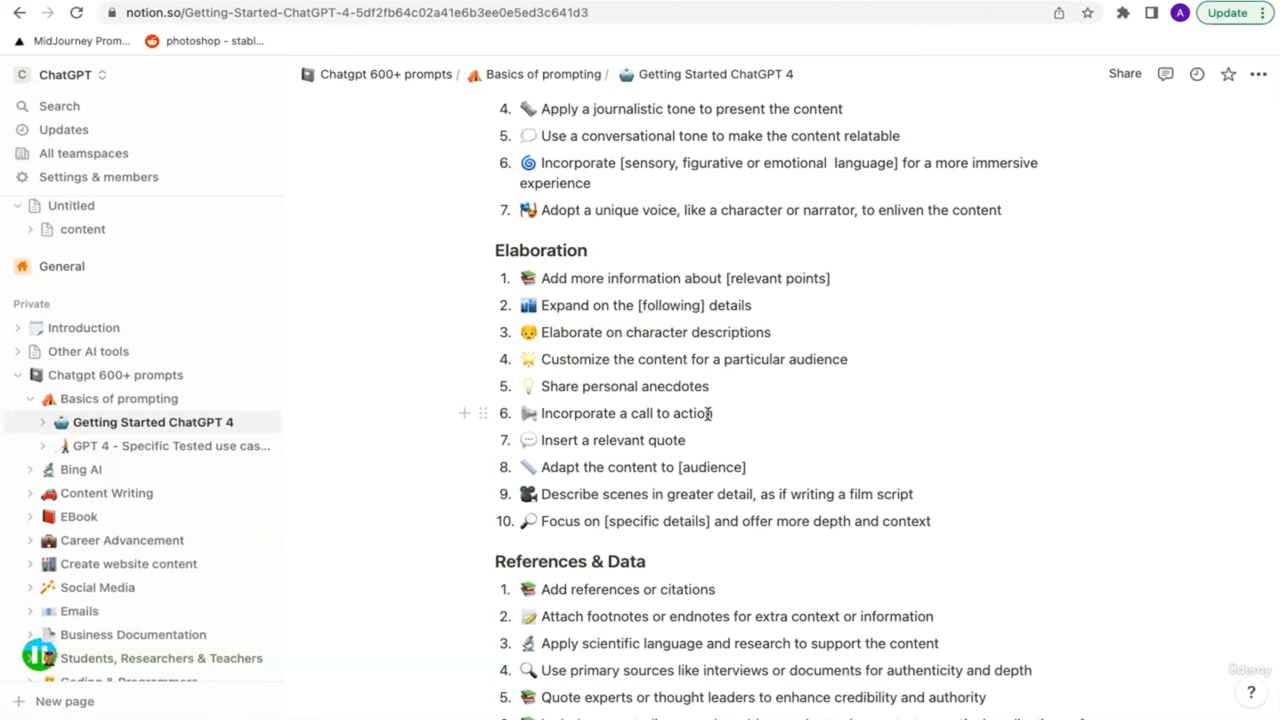 notion.so/Getting-Started-ChatGPT-4-5df2fb64c02a41e6b3ee0e5ed3c641d3
A
Update
MidJourney Prom...
photoshop - stabl...
C
ChatGPT
Search
Updates
All teamspaces
Settings & members
Untitled
content
General
Private
Introduction
Other AI tools
Chatgpt 600+ prompts
Basics of prompting
Getting Started ChatGPT 4
GPT 4 - Specific Tested use cas...
Bing AI
Content Writing
EBook
Career Advancement
Create website content
Social Media
Emails
Business Documentation
Students, Researchers & Teachers
Coding & Programmers
New page
Chatgpt 600+ prompts / Basics of prompting / Getting Started ChatGPT 4
Share
4. Apply a journalistic tone to present the content
5. Use a conversational tone to make the content relatable
6. Incorporate [sensory, figurative or emotional language] for a more immersive
experience
7. Adopt a unique voice, like a character or narrator, to enliven the content
Elaboration
1. Add more information about [relevant points]
2. Expand on the [following] details
3. Elaborate on character descriptions
4. Customize the content for a particular audience
5. Share personal anecdotes
6. Incorporate a call to action
7. Insert a relevant quote
8. Adapt the content to [audience]
9. Describe scenes in greater detail, as if writing a film script
10. Focus on [specific details] and offer more depth and context
References & Data
1. Add references or citations
2. Attach footnotes or endnotes for extra context or information
3. Apply scientific language and research to support the content
4. Use primary sources like interviews or documents for authenticity and depth
5. Quote experts or thought leaders to enhance credibility and authority
ûdemy
?